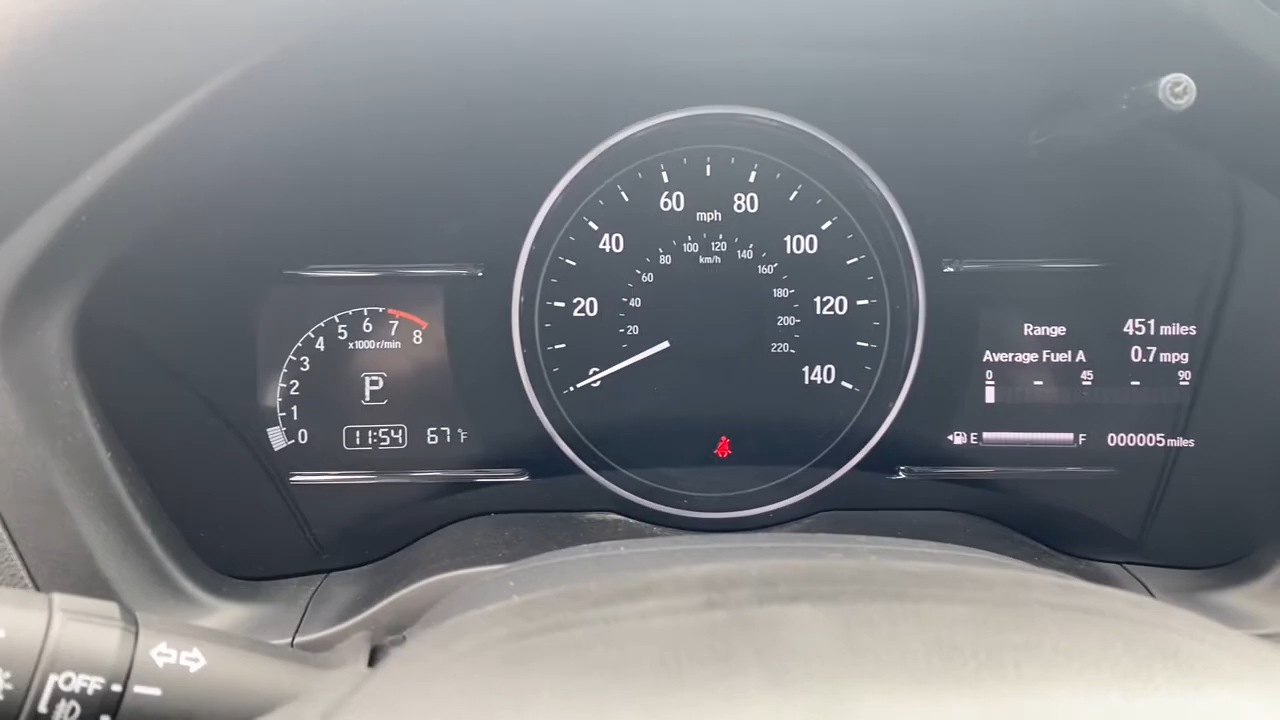 8
7
6
5
4
3
2
1
0
x1000 r/min
P
11:54
67°F
0
20
40
60
80
100
120
140
mph
20
40
60
80
100
120
140
160
180
200
220
km/h
Range 451 miles
Average Fuel A 0.7 mpg
0 45 90
E F 000005 miles
OFF